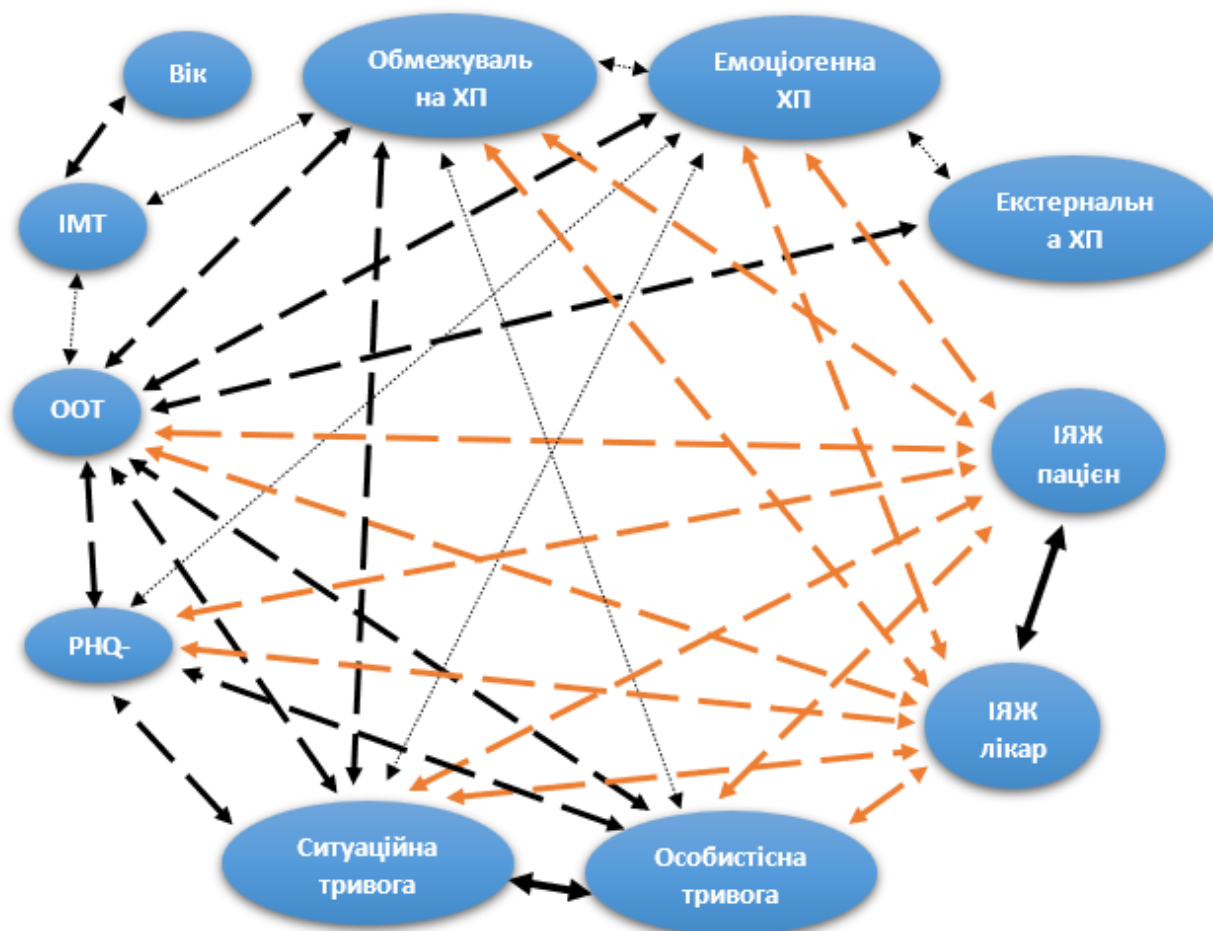 Вік
Обмежуваль
на ХП
Емоціогенна
ХП
ІМТ
Екстернальн
а ХП
ООТ
ІЯЖ
пацієн
PHQ-
ІЯЖ
лікар
Ситуаційна
тривога
Особистісна
тривога